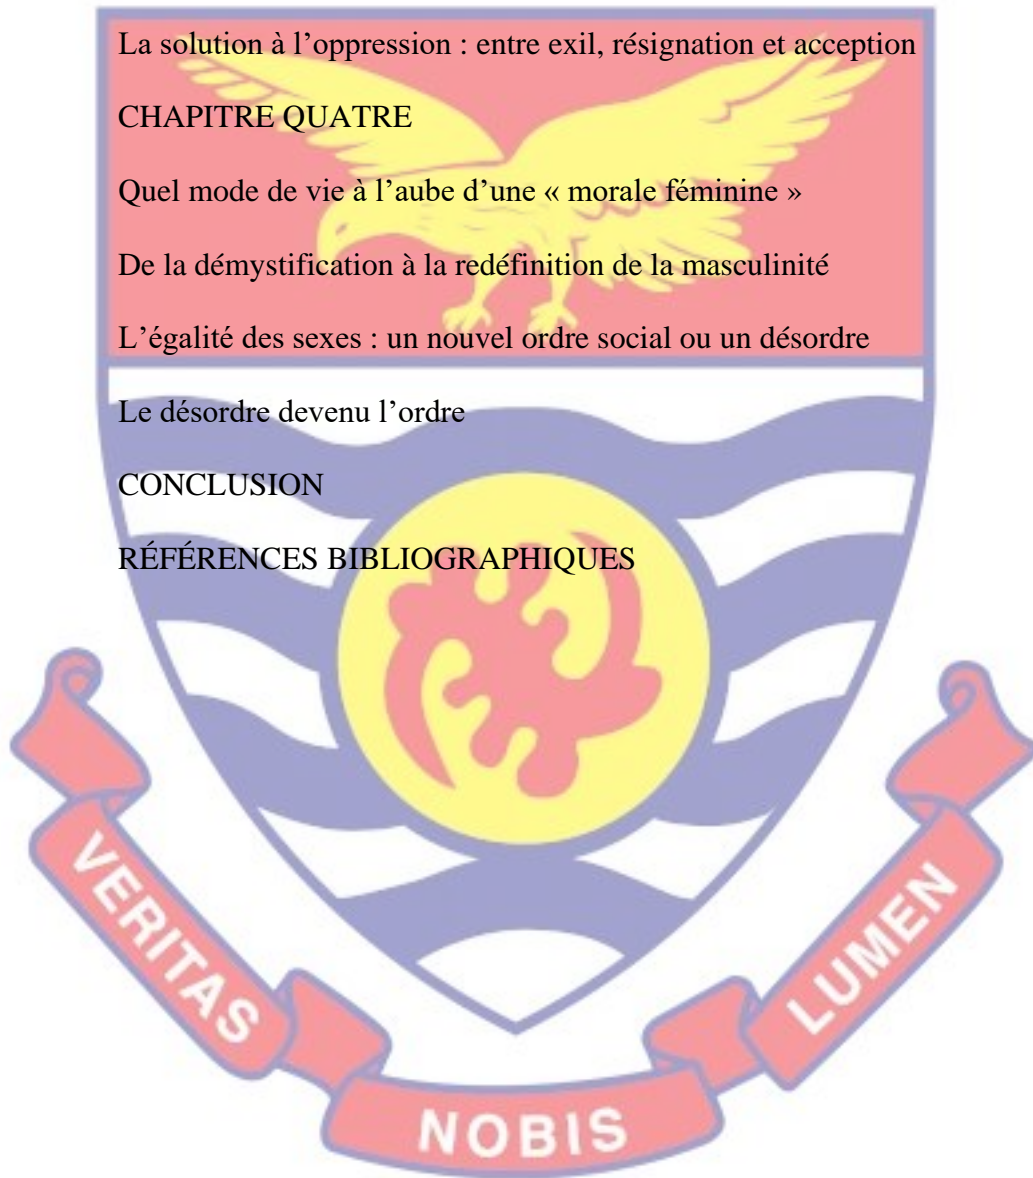 La solution à l’oppression : entre exil, résignation et acception
CHAPITRE QUATRE
Quel mode de vie à l’aube d’une « morale féminine »
De la démystification à la redéfinition de la masculinité
L’égalité des sexes : un nouvel ordre social ou un désordre
Le désordre devenu l’ordre
CONCLUSION
RÉFÉRENCES BIBLIOGRAPHIQUES
VERITAS
NOBIS
LUMEN